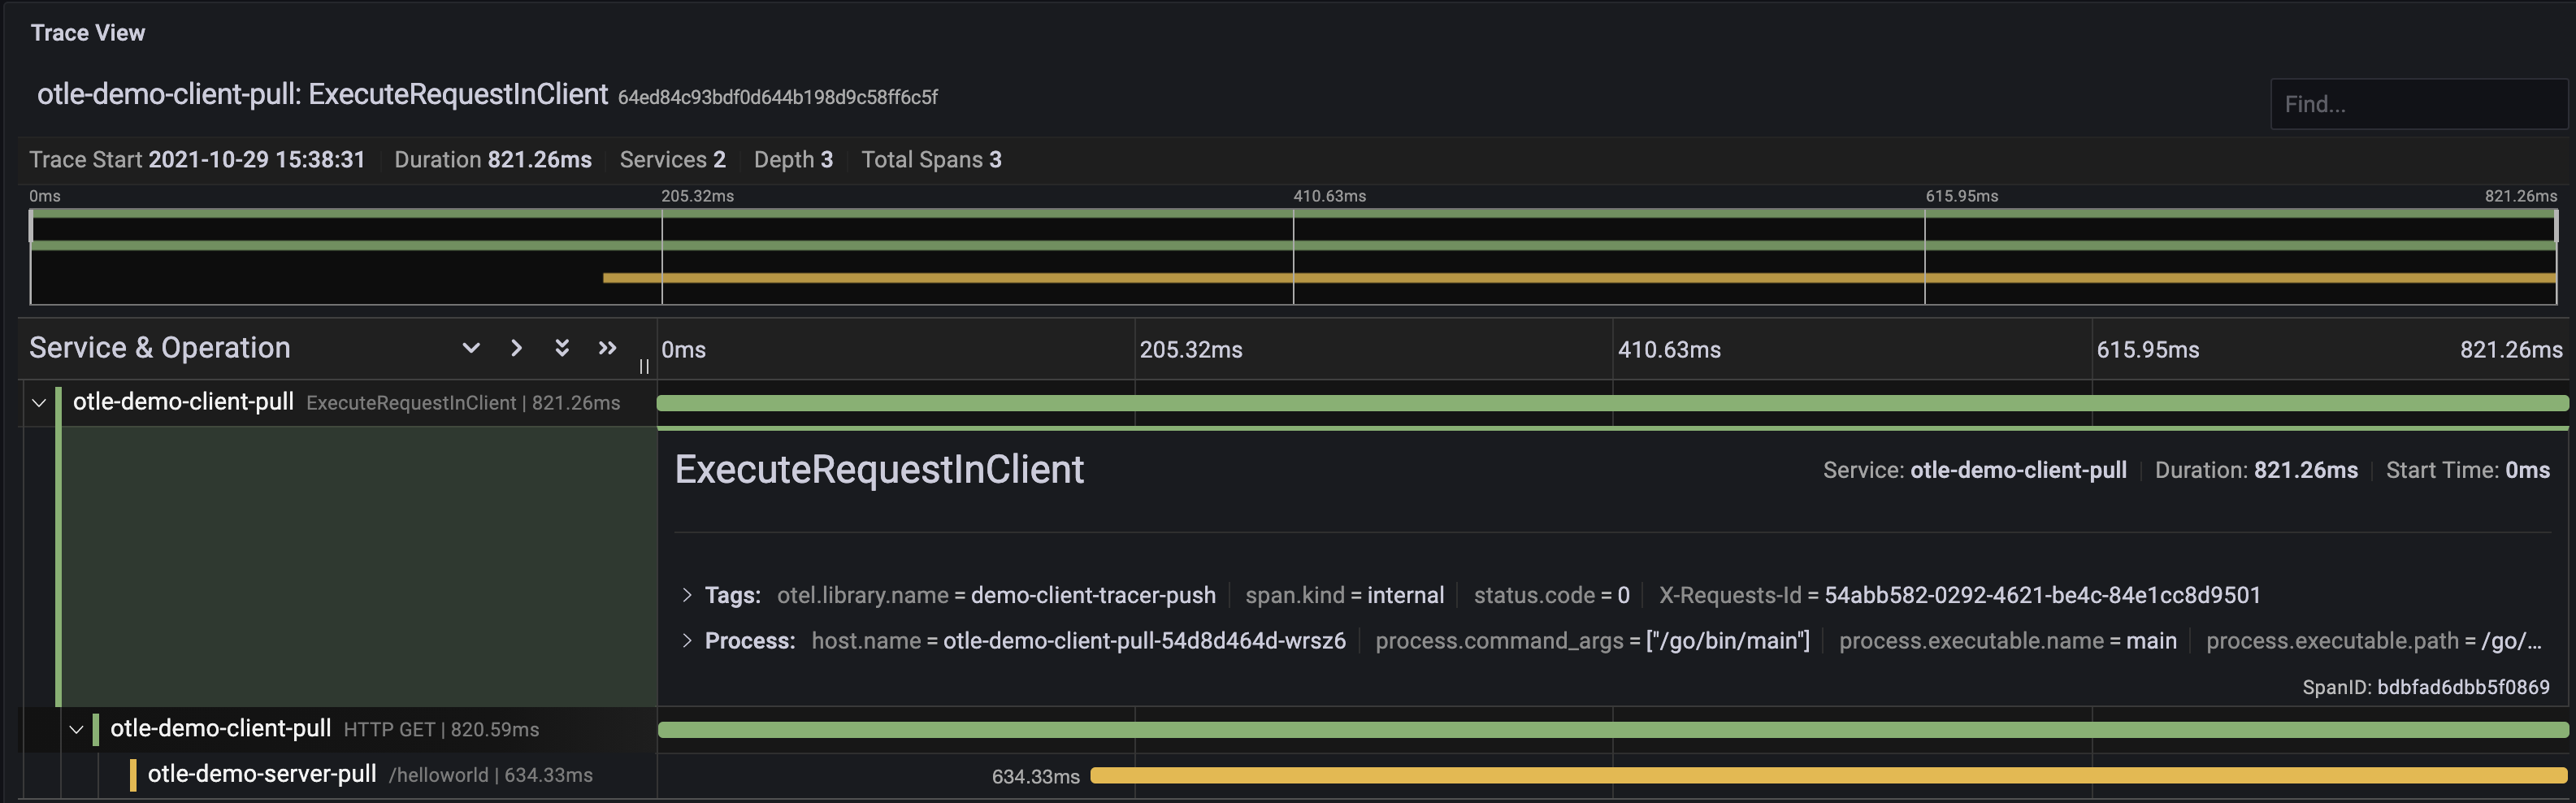 Trace View
otle-demo-client-pull: ExecuteRequestInClient 64ed84c93bdf0d644b198d9c58ff6c5f
Find...
Trace Start 2021-10-29 15:38:31 Duration 821.26ms Services 2 Depth 3 Total Spans 3
0ms 205.32ms 410.63ms 615.95ms 821.26ms
Service & Operation 0ms 205.32ms 410.63ms 615.95ms 821.26ms
otle-demo-client-pull ExecuteRequestInClient | 821.26ms
ExecuteRequestInClient Service: otle-demo-client-pull Duration: 821.26ms Start Time: 0ms
Tags: otel.library.name = demo-client-tracer-push span.kind = internal status.code = 0 X-Requests-Id = 54abb582-0292-4621-be4c-84e1cc8d9501
Process: host.name = otle-demo-client-pull-54d8d464d-wrsz6 process.command_args = ["/go/bin/main"] process.executable.name = main process.executable.path = /go/...
SpanID: bdbfad6dbb5f0869
otle-demo-client-pull HTTP GET | 820.59ms
otle-demo-server-pull /helloworld | 634.33ms 634.33ms